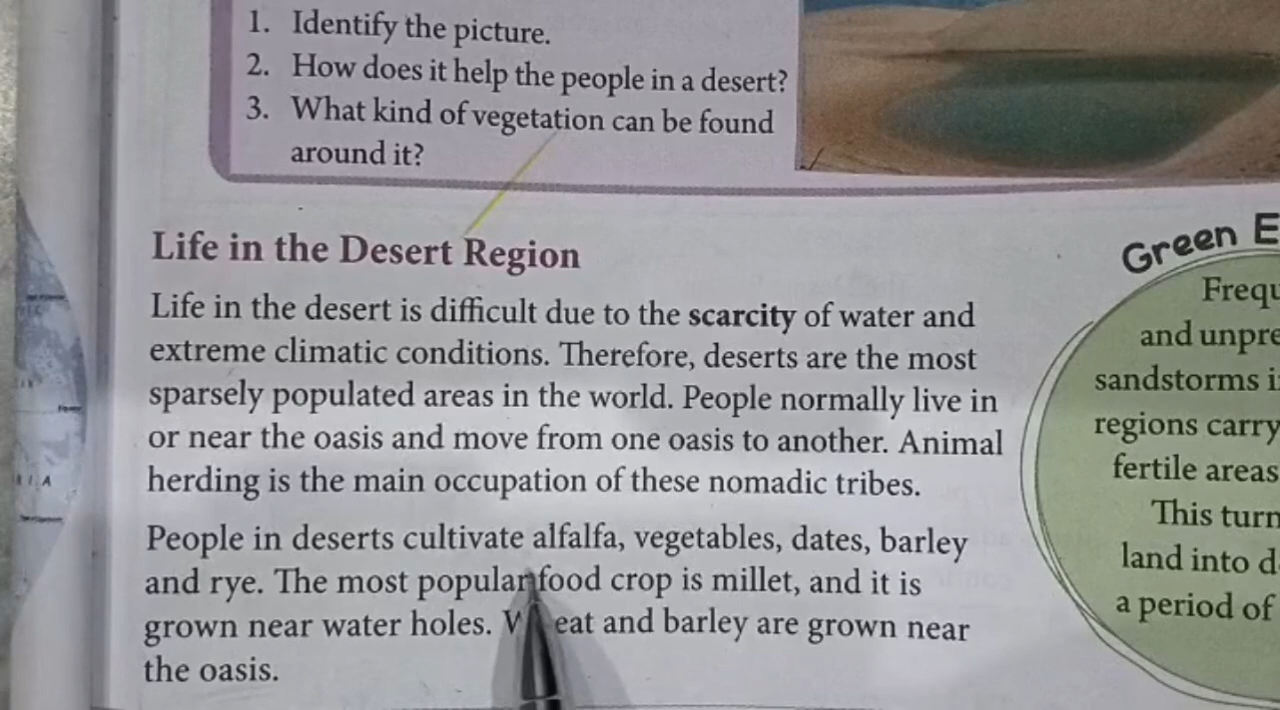 1. Identify the picture.
2. How does it help the people in a desert?
3. What kind of vegetation can be found
around it?
Life in the Desert Region
Life in the desert is difficult due to the scarcity of water and
extreme climatic conditions. Therefore, deserts are the most
sparsely populated areas in the world. People normally live in
or near the oasis and move from one oasis to another. Animal
herding is the main occupation of these nomadic tribes.
People in deserts cultivate alfalfa, vegetables, dates, barley
and rye. The most popular food crop is millet, and it is
grown near water holes. and barley are grown near
the oasis.
Green
and
sandstorms
regions carry
fertile areas
This
land into
a period of